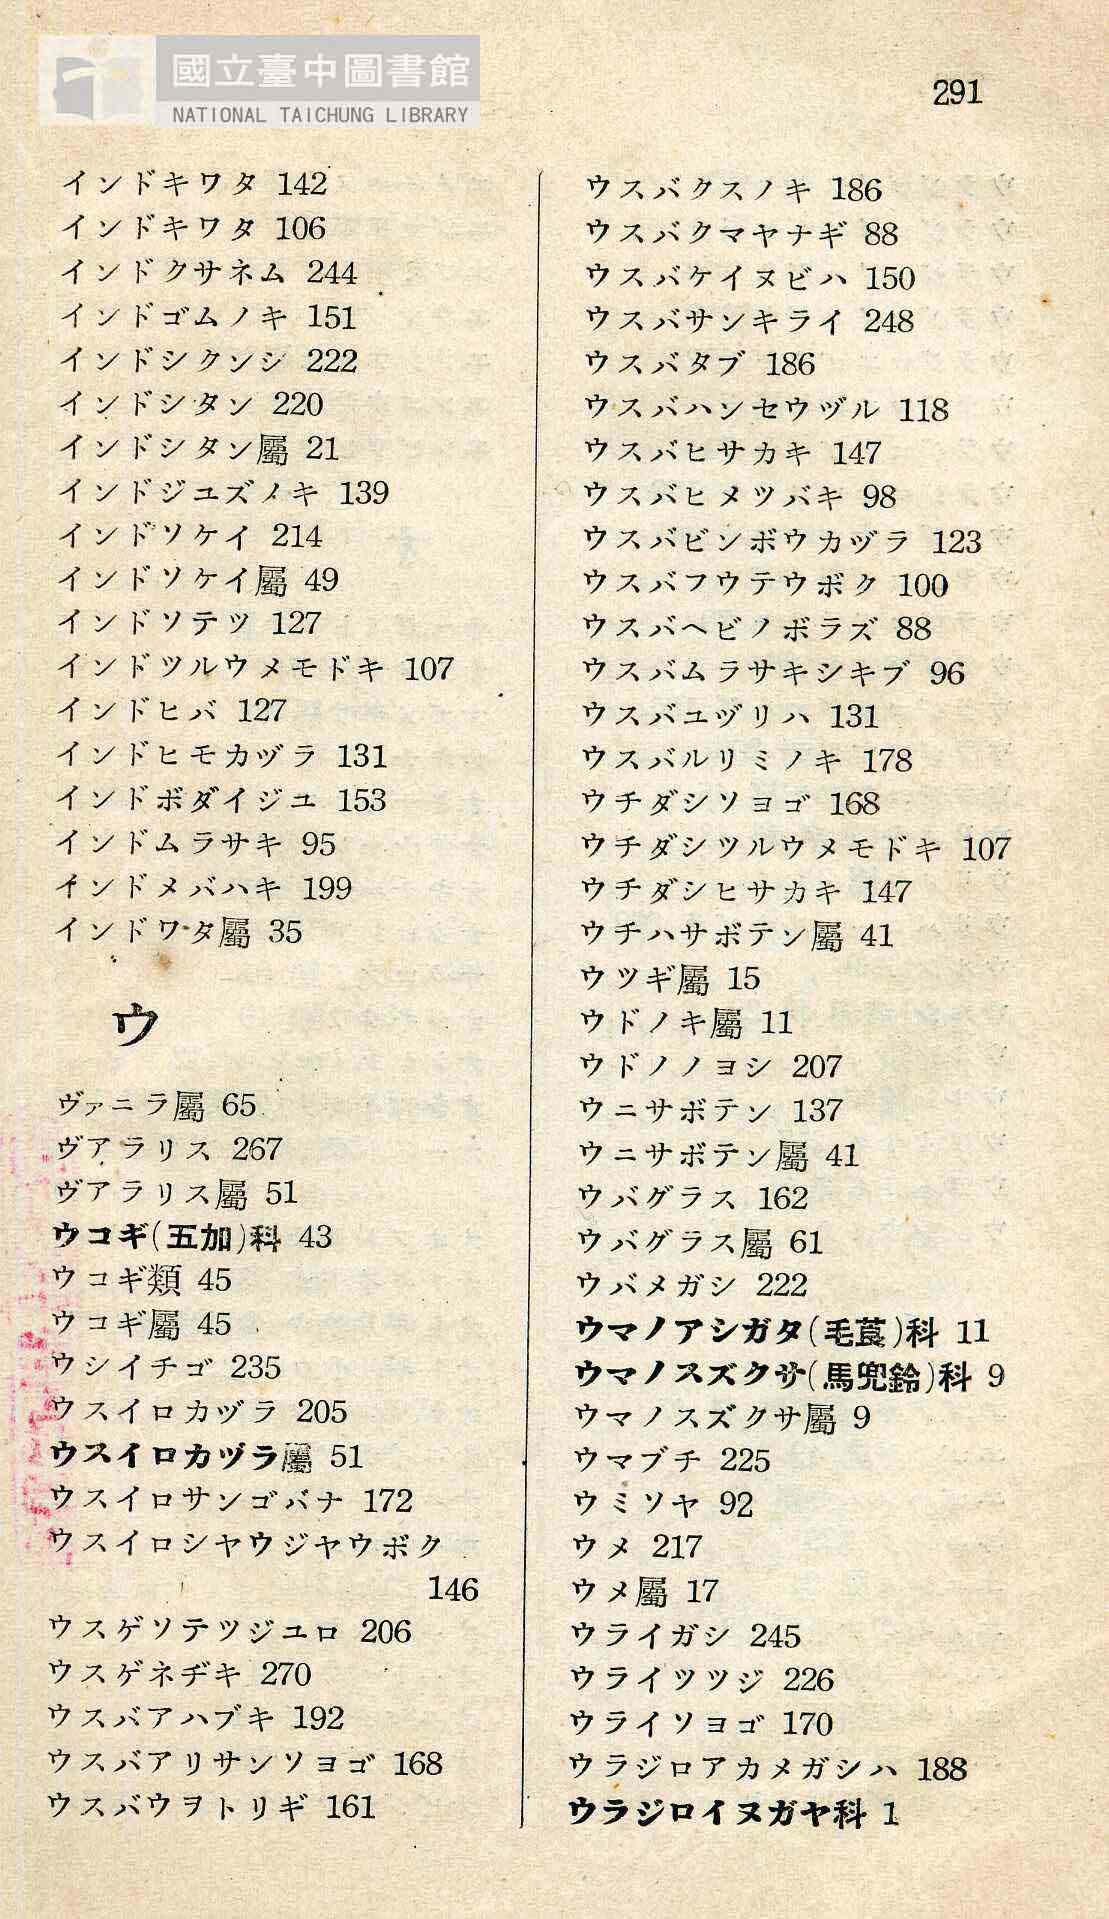 國立臺中圖書館
NATIONAL TAICHUNG LIBRARY
291
インドキワタ 142
インドキワタ 106
インドクサネム 244
インドゴムノキ 151
インドシクンシ 222
インドシタン 220
インドシタン屬 21
インドジユズノキ 139
インドソケイ 214
インドソケイ屬 49
インドソテツ 127
インドツルウメモドキ 107
インドヒバ 127
インドヒモカヅラ 131
インドボダイジユ 153
インドムラサキ 95
インドメバハキ 199
インドワタ屬 35
ウ
ヴァニラ屬 65
ヴアラリス 267
ヴアラリス屬 51
ウコギ(五加)科 43
ウコギ類 45
ウコギ屬 45
ウシイチゴ 235
ウスイロカヅラ 205
ウスイロカヅラ屬 51
ウスイロサンゴバナ 172
ウスイロシヤウジヤウボク
146
ウスゲソテツジユロ 206
ウスゲネヂキ 270
ウスバアハブキ 192
ウスバアリサンソヨゴ 168
ウスバウヲトリギ 161
ウスバクスノキ 186
ウスバクマヤナギ 88
ウスバケイヌビハ 150
ウスバサンキライ 248
ウスバタブ 186
ウスバハンセウヅル 118
ウスバヒサカキ 147
ウスバヒメツバキ 98
ウスバビンボウカヅラ 123
ウスバフウテウボク 100
ウスバヘビノボラズ 88
ウスバムラサキシキブ 96
ウスバユヅリハ 131
ウスバルリミノキ 178
ウチダシソヨゴ 168
ウチダシツルウメモドキ 107
ウチダシヒサカキ 147
ウチハサボテン屬 41
ウツギ屬 15
ウドノキ屬 11
ウドノノヨシ 207
ウニサボテン 137
ウニサボテン屬 41
ウバグラス 162
ウバグラス屬 61
ウバメガシ 222
ウマノアシガタ(毛莨)科 11
ウマノスズクサ(馬兜鈴)科 9
ウマノスズクサ屬 9
ウマブチ 225
ウミソヤ 92
ウメ 217
ウメ屬 17
ウライガシ 245
ウライツツジ 226
ウライソヨゴ 170
ウラジロアカメガシハ 188
ウラジロイヌガヤ科 1